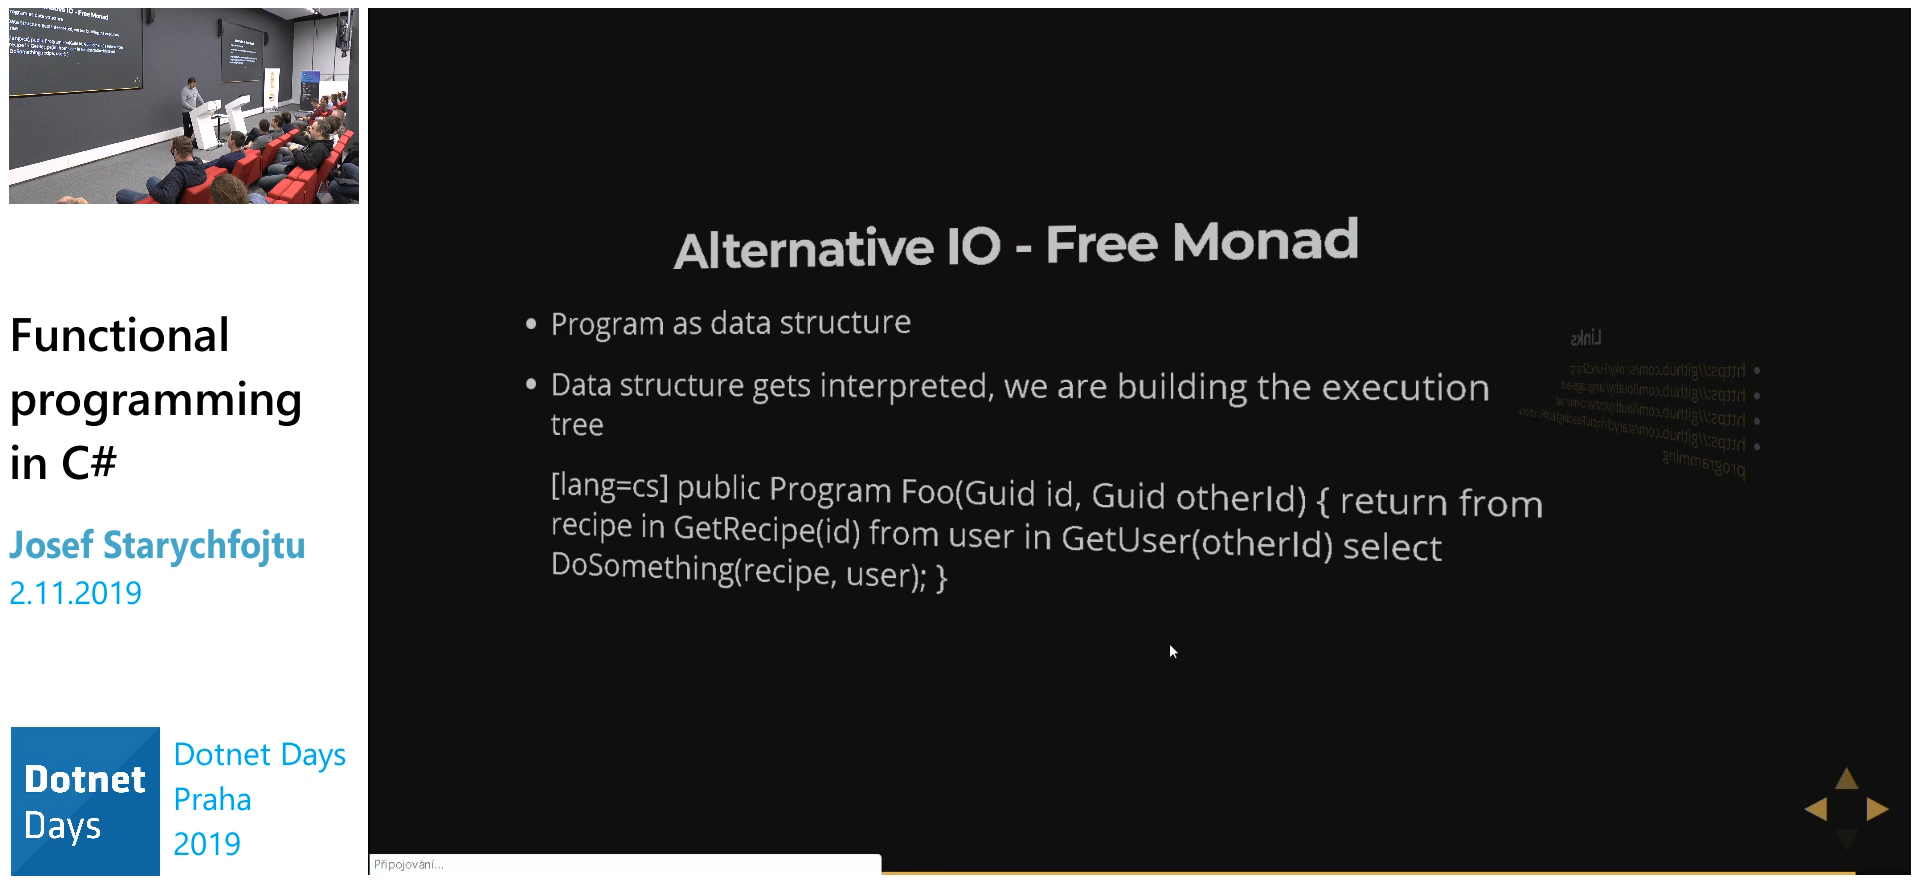 Functional
programming
in C#
Josef Starychfojtu
2.11.2019
Dotnet
Days
Dotnet Days
Praha
2019
Alternative IO - Free Monad
• Program as data structure
• Data structure gets interpreted, we are building the execution
tree
[lang=cs] public Program Foo(Guid id, Guid otherId) { return from
recipe in GetRecipe(id) from user in GetUser(otherId) select
DoSomething(recipe, user); }
Links
programming
Připojování...